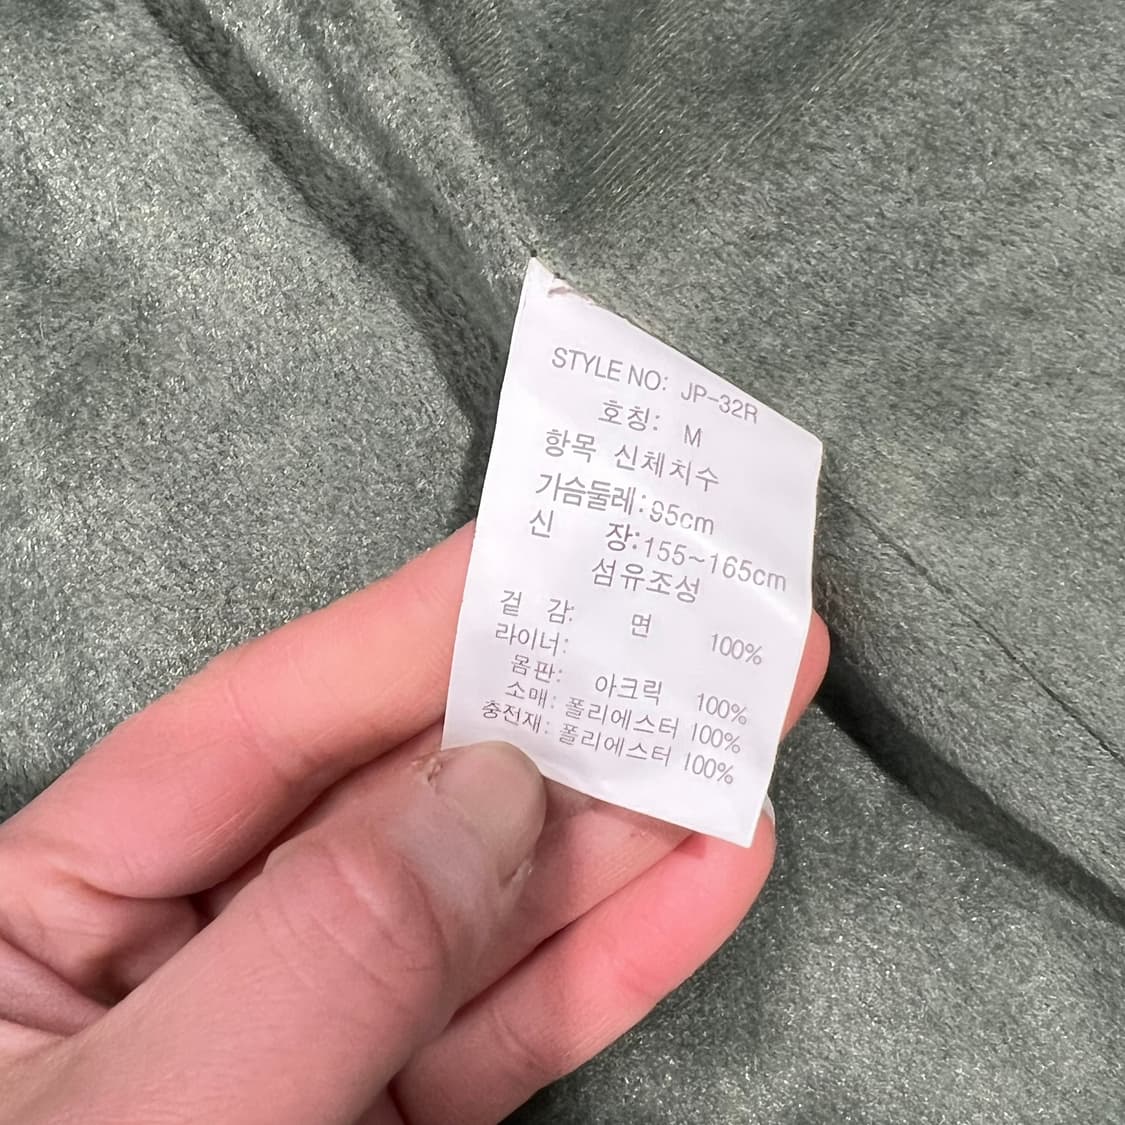 STYLE NO: JP-32R
호칭: M
항목 신체치수
가슴둘레: 95cm
신 장: 155~165cm
섬유조성
겉 감: 면 100%
라이너:
몸판: 아크릭 100%
소매: 폴리에스터 100%
충전재: 폴리에스터 100%